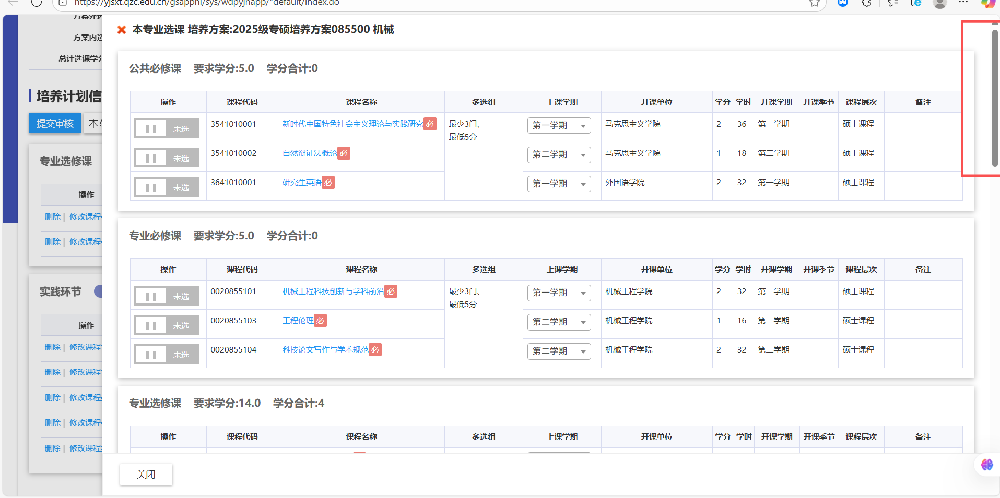 https://yjsxt.qzc.edu.cn/gsapphl/sys/wdpyjhapp/*default/index.do
方案外选
方案内选
总计选课学分
培养计划信
提交审核 本专
专业选修课
操作
删除 | 修改课程
删除 | 修改课程
实践环节
操作
删除 | 修改课程
删除 | 修改课程
删除 | 修改课程
删除 | 修改课程
删除 | 修改课程
本专业选课 培养方案:2025级专硕培养方案085500 机械
公共必修课 要求学分:5.0 学分合计:0
操作 课程代码 课程名称 多选组 上课学期 开课单位 学分 学时 开课学期 开课季节 课程层次 备注
未选 3541010001 新时代中国特色社会主义理论与实践研究 必 最少3门、 第一学期 马克思主义学院 2 36 第一学期 硕士课程
最低5分
未选 3541010002 自然辩证法概论 必 第二学期 马克思主义学院 1 18 第二学期 硕士课程
未选 3641010001 研究生英语 必 第一学期 外国语学院 2 32 第一学期 硕士课程
专业必修课 要求学分:5.0 学分合计:0
操作 课程代码 课程名称 多选组 上课学期 开课单位 学分 学时 开课学期 开课季节 课程层次 备注
未选 0020855101 机械工程科技创新与学科前沿 必 最少3门、 第一学期 机械工程学院 2 32 第一学期 硕士课程
最低5分
未选 0020855103 工程伦理 必 第二学期 机械工程学院 1 16 第二学期 硕士课程
未选 0020855104 科技论文写作与学术规范 必 第二学期 机械工程学院 2 32 第二学期 硕士课程
专业选修课 要求学分:14.0 学分合计:4
操作 课程代码 课程名称 多选组 上课学期 开课单位 学分 学时 开课学期 开课季节 课程层次 备注
关闭